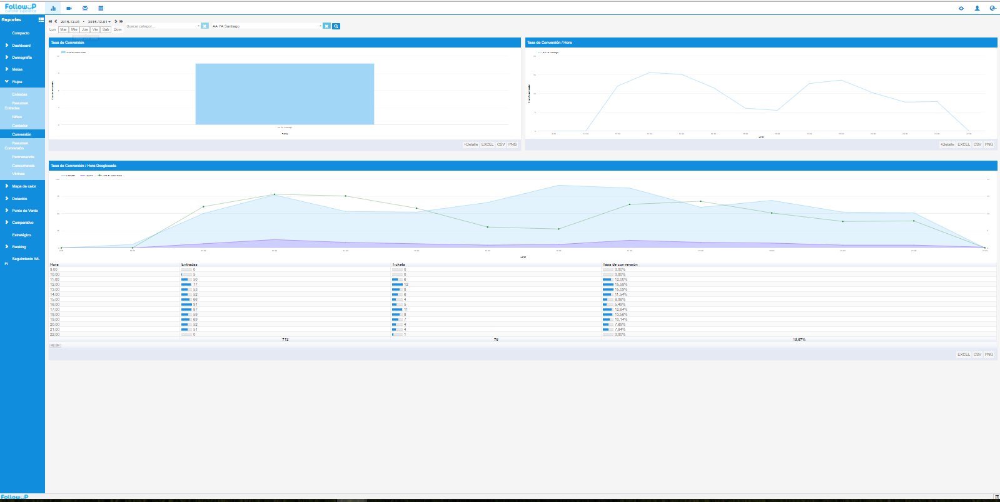 FollowuP
customer experience
Reportes
Compacto
Dashboard
Demografía
Metas
Flujos
Entradas
Resumen
Entradas
Niños
Contador
Conversión
Resumen
Conversión
Permanencia
Concurrencia
Vitrinas
Mapa de calor
Dotación
Punto de Venta
Comparativo
Estratégico
Ranking
Seguimiento Wi-
Fi
2015-12-01 - 2015-12-01
Lun Mar Mie Jue Vie Sab Dom
Buscar categor...
AA PA Santiago
Tasa de Conversión
+Detalle EXCEL CSV PNG
Tasa de Conversión / Hora
+Detalle EXCEL CSV PNG
Tasa de Conversión / Hora Desglosada
Hora Entradas Tickets Tasa de conversión
9:00 0 0 0,00%
10:00 5 0 0,00%
11:00 50 6 12,00%
12:00 77 12 15,58%
13:00 53 8 15,09%
14:00 52 6 11,54%
15:00 66 4 6,06%
16:00 91 5 5,49%
17:00 87 11 12,64%
18:00 59 8 13,56%
19:00 69 7 10,14%
20:00 52 4 7,69%
21:00 51 4 7,84%
22:00 0 1 0,00%
712 76 10,67%
EXCEL CSV PNG
FollowuP